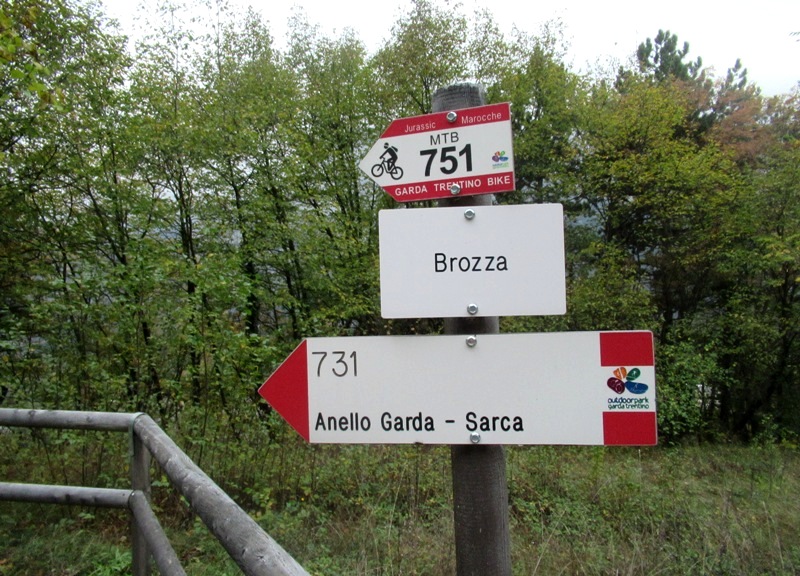 Jurassic Marocche
MTB
751
GARDA TRENTINO BIKE
Brozza
731
Anello Garda - Sarca
outdoorpark
garda trentino